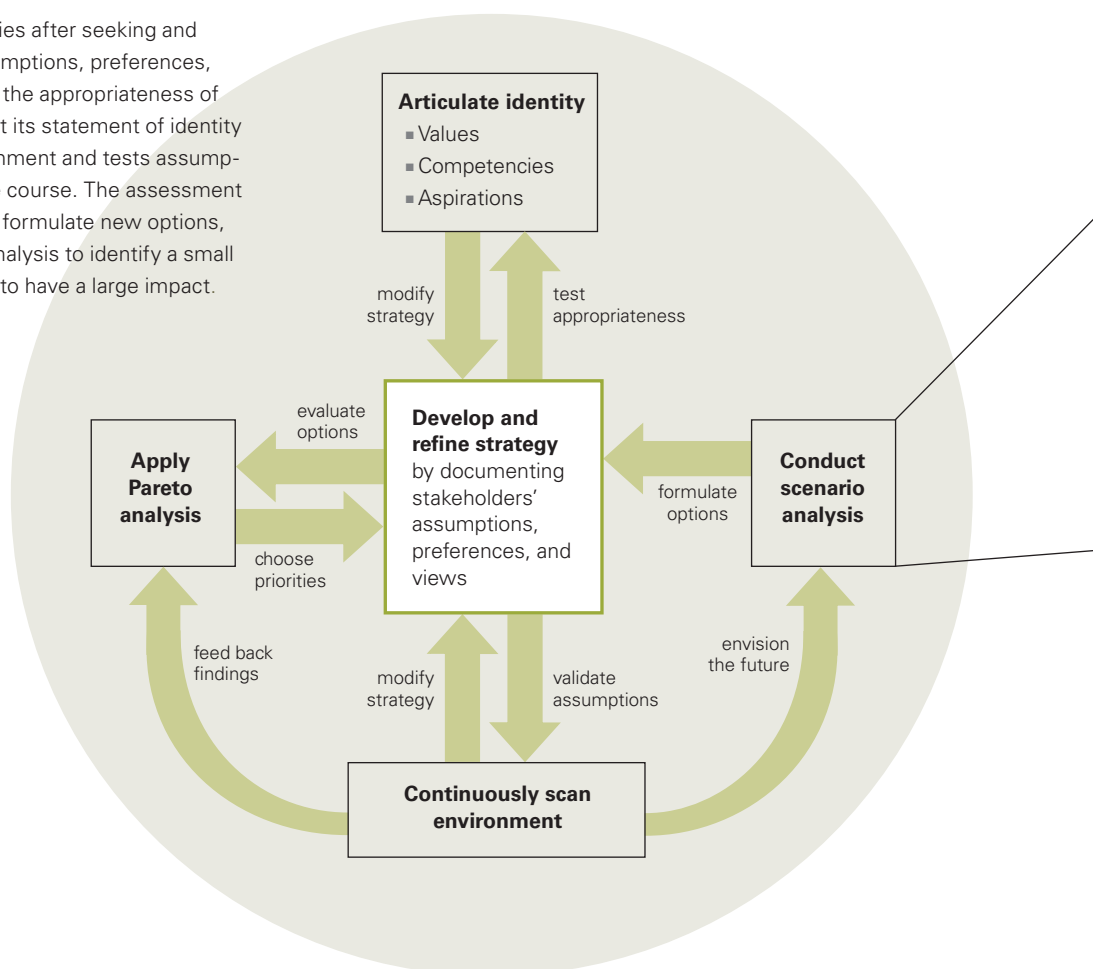 ies after seeking and
mptions, preferences,
the appropriateness of
t its statement of identity
nment and tests assump-
course. The assessment
formulate new options,
nalysis to identify a small
to have a large impact.
Articulate identity
Values
Competencies
Aspirations
modify
strategy
test
appropriateness
evaluate
options
Develop and
refine strategy
by documenting
stakeholders’
assumptions,
preferences, and
views
Apply
Pareto
analysis
Conduct
scenario
analysis
formulate
options
choose
priorities
feed back
findings
modify
strategy
validate
assumptions
envision
the future
Continuously scan
environment